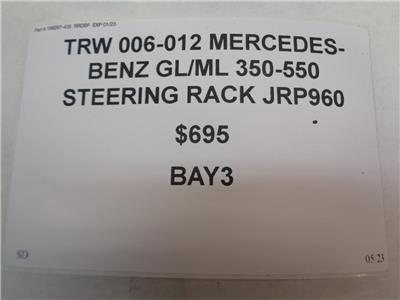 TRW 006-012 MERCEDES-
BENZ GL/ML 350-550
STEERING RACK JRP960
$695
BAY3
SD
05/23